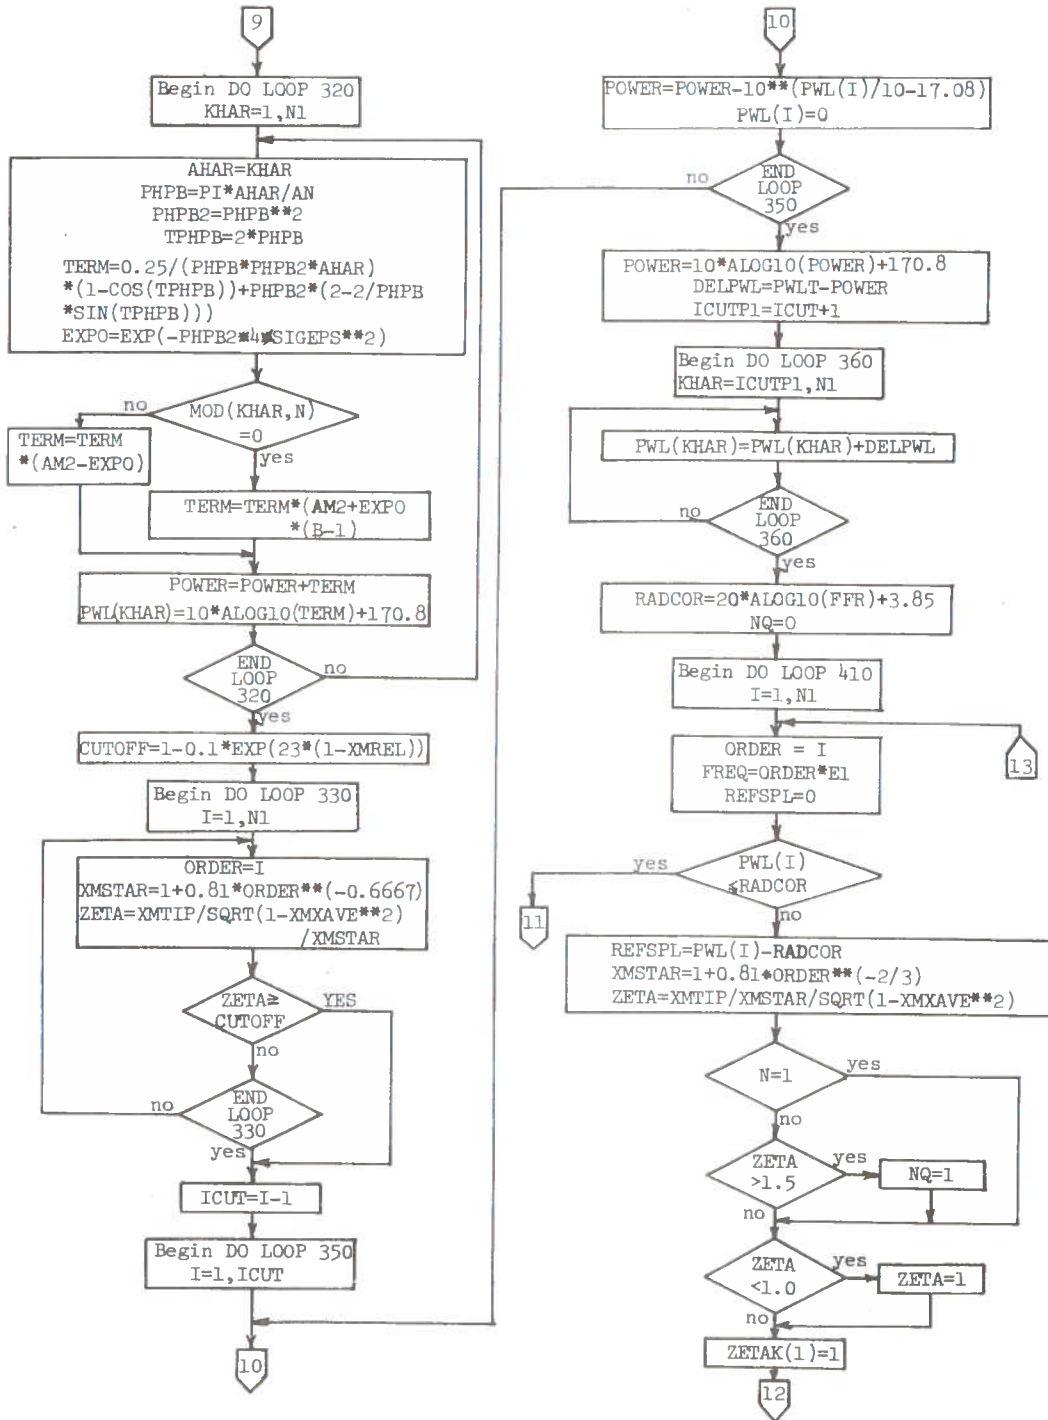 9
Begin DO LOOP 320
KHAR=1,N1
AHAR=KHAR
PHPB=PI*AHAR/AN
PHPB2=PHPB**2
TPHPB=2*PHPB
TERM=0.25/(PHPB*PHPB2*AHAR)
*(1-COS(TPHPB))+PHPB2*(2-2/PHPB
*SIN(TPHPB)))
EXPO=EXP(-PHPB2*4*SIGEPS**2)
MOD(KHAR,N)
=0
no
yes
TERM=TERM
*(AM2-EXPO)
TERM=TERM*(AM2+EXPO
*(B-1)
POWER=POWER+TERM
PWL(KHAR)=10*ALOG10(TERM)+170.8
END
LOOP
320
no
yes
CUTOFF=1-0.1*EXP(23*(1-XMREL))
Begin DO LOOP 330
I=1,N1
ORDER=I
XMSTAR=1+0.81*ORDER**(-0.6667)
ZETA=XMTIP/SQRT(1-XMXAVE**2)
/XMSTAR
ZETA≥
CUTOFF
YES
no
END
LOOP
330
no
yes
ICUT=I-1
Begin DO LOOP 350
I=1,ICUT
10
10
POWER=POWER-10**(PWL(I)/10-17.08)
PWL(I)=0
END
LOOP
350
no
yes
POWER=10*ALOG10(POWER)+170.8
DELPWL=PWLT-POWER
ICUTP1=ICUT+1
Begin DO LOOP 360
KHAR=ICUTP1,N1
PWL(KHAR)=PWL(KHAR)+DELPWL
END
LOOP
360
no
yes
RADCOR=20*ALOG10(FFR)+3.85
NQ=0
Begin DO LOOP 410
I=1,N1
13
ORDER = I
FREQ=ORDER*E1
REFSPL=0
PWL(I)
≤RADCOR
yes
no
11
REFSPL=PWL(I)-RADCOR
XMSTAR=1+0.81*ORDER**(-2/3)
ZETA=XMTIP/XMSTAR/SQRT(1-XMXAVE**2)
N=1
yes
no
ZETA
>1.5
yes
NQ=1
no
ZETA
<1.0
yes
ZETA=1
no
ZETAK(1)=1
12